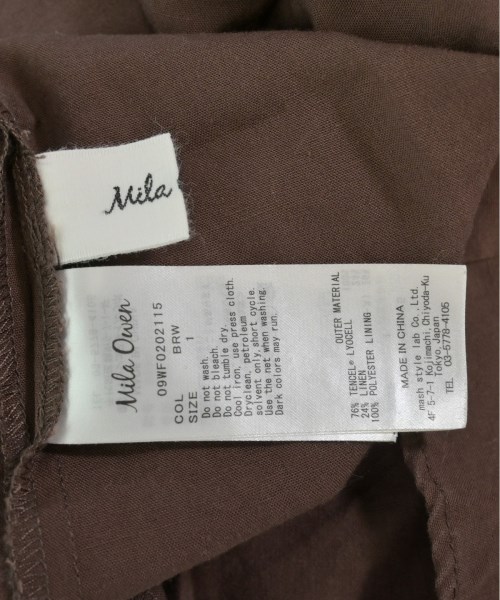 Mila
Mila Owen
09WF0202115
COL BRW
SIZE 1
Do not wash.
Do not bleach.
Do not tumble dry.
Cool iron, use press cloth.
Dryclean, petroleum
solvent only,short cycle.
Use the net when washing.
Dark colors may run.
OUTER MATERIAL
76% TENCEL® LYOCELL
24% LINEN
100% POLYESTER LINING
MADE IN CHINA
mash style lab Co.,Ltd.
4F 5-7-1 Kojimachi,Chiyoda-Ku
Tokyo,Japan
TEL 03-5778-4105